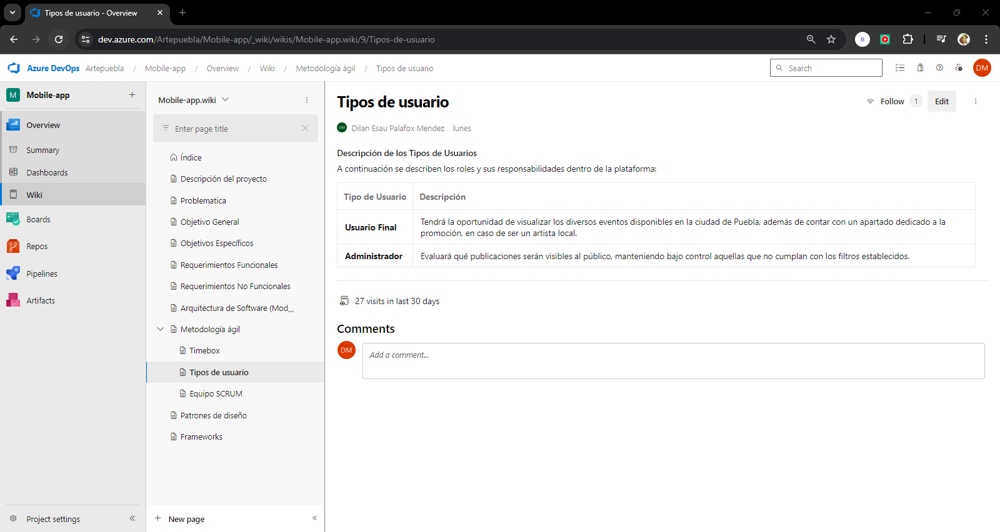 Tipos de usuario - Overview
dev.azure.com/Artepuebla/Mobile-app/_wiki/wikis/Mobile-app.wiki/9/Tipos-de-usuario
B
Azure DevOps Artepuebla / Mobile-app / Overview / Wiki / Metodología ágil / Tipos de usuario
Search
DM
M Mobile-app
Overview
Summary
Dashboards
Wiki
Boards
Repos
Pipelines
Artifacts
Project settings
Mobile-app.wiki
Enter page title
Índice
Descripción del proyecto
Problematica
Objetivo General
Objetivos Específicos
Requerimientos Funcionales
Requerimientos No Funcionales
Arquitectura de Software (Mod...
Metodología ágil
Timebox
Tipos de usuario
Equipo SCRUM
Patrones de diseño
Frameworks
New page
Tipos de usuario
Follow 1 Edit
DM Dilan Esau Palafox Mendez lunes
Descripción de los Tipos de Usuarios
A continuación se describen los roles y sus responsabilidades dentro de la plataforma:
Tipo de Usuario Descripción
Usuario Final Tendrá la oportunidad de visualizar los diversos eventos disponibles en la ciudad de Puebla, además de contar con un apartado dedicado a la
promoción, en caso de ser un artista local.
Administrador Evaluará qué publicaciones serán visibles al público, manteniendo bajo control aquellas que no cumplan con los filtros establecidos.
27 visits in last 30 days
Comments
DM
Add a comment...